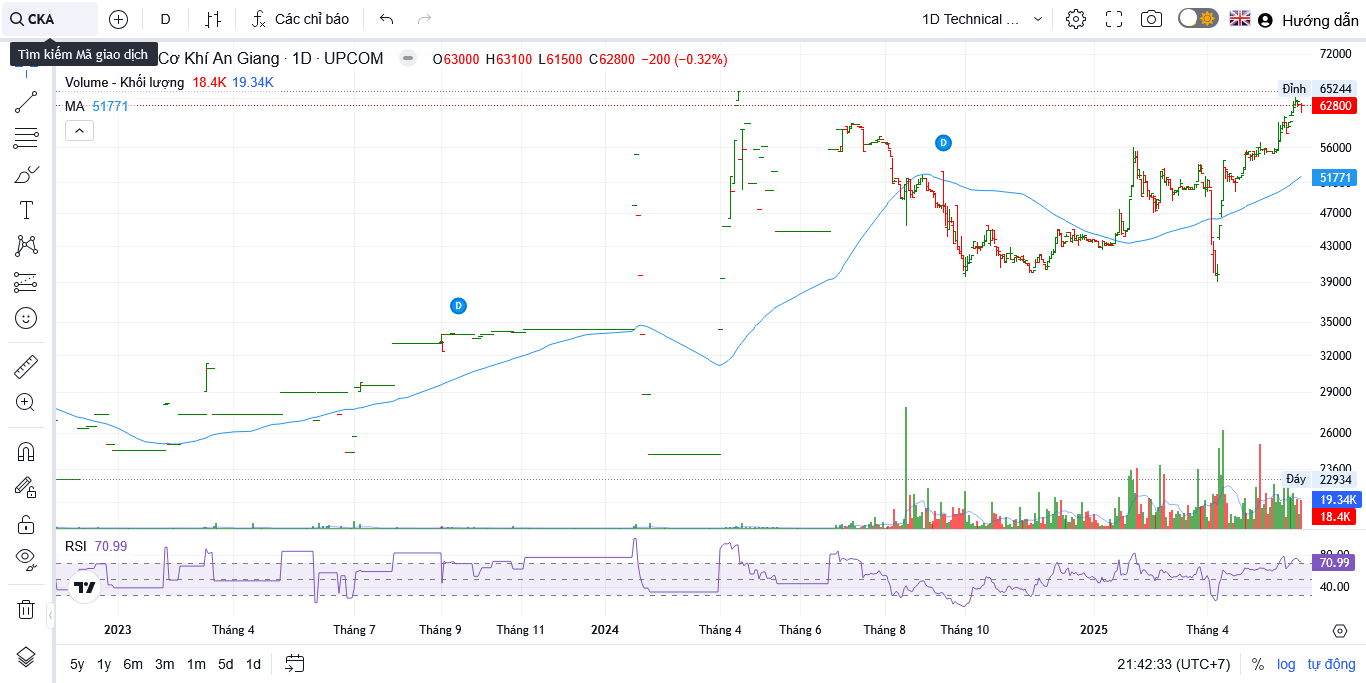 CKA
D
Các chỉ báo
1D Technical ...
Hướng dẫn
Tìm kiếm Mã giao dịch
Cơ Khí An Giang · 1D · UPCOM
O63000 H63100 L61500 C62800 −200 (−0.32%)
Volume - Khối lượng 18.4K 19.34K
MA 51771
72000
Đỉnh 65244
62800
56000
51771
47000
43000
39000
35000
32000
29000
26000
23600
Đáy 22934
19.34K
18.4K
D
D
RSI 70.99
80.00
70.99
40.00
2023 Tháng 4 Tháng 7 Tháng 9 Tháng 11 2024 Tháng 4 Tháng 6 Tháng 8 Tháng 10 2025 Tháng 4
5y 1y 6m 3m 1m 5d 1d
21:42:33 (UTC+7) % log tự động